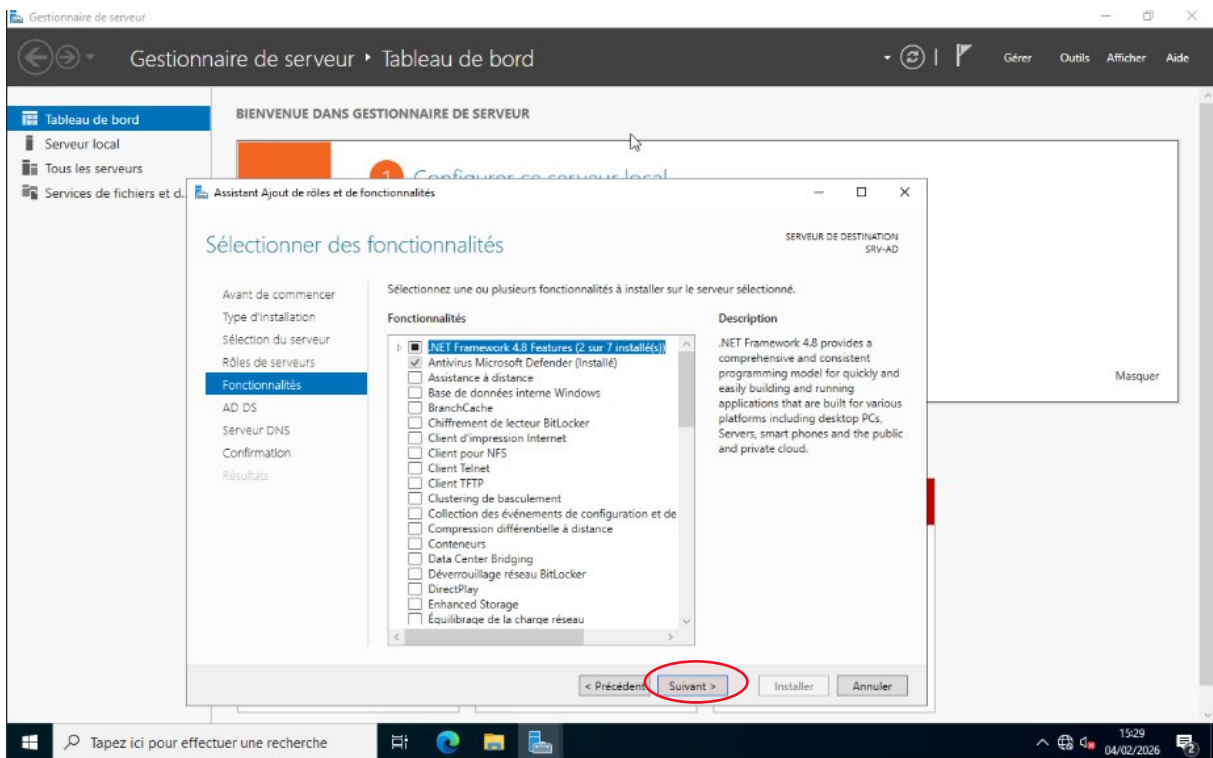 Gestionnaire de serveur
Gestionnaire de serveur ‣ Tableau de bord
Gérer Outils Afficher Aide
Tableau de bord
Serveur local
Tous les serveurs
Services de fichiers et d...
BIENVENUE DANS GESTIONNAIRE DE SERVEUR
1 Configurer ce serveur local
Masquer
Assistant Ajout de rôles et de fonctionnalités
Sélectionner des fonctionnalités
SERVEUR DE DESTINATION
SRV-AD
Avant de commencer
Type d'installation
Sélection du serveur
Rôles de serveurs
Fonctionnalités
AD DS
Serveur DNS
Confirmation
Résultats
Sélectionnez une ou plusieurs fonctionnalités à installer sur le serveur sélectionné.
Fonctionnalités
.NET Framework 4.8 Features (2 sur 7 installé(s))
Antivirus Microsoft Defender (Installé)
Assistance à distance
Base de données interne Windows
BranchCache
Chiffrement de lecteur BitLocker
Client d'impression Internet
Client pour NFS
Client Telnet
Client TFTP
Clustering de basculement
Collection des événements de configuration et de
Compression différentielle à distance
Conteneurs
Data Center Bridging
Déverrouillage réseau BitLocker
DirectPlay
Enhanced Storage
Équilibrage de la charge réseau
Description
.NET Framework 4.8 provides a
comprehensive and consistent
programming model for quickly and
easily building and running
applications that are built for various
platforms including desktop PCs,
Servers, smart phones and the public
and private cloud.
< Précédent Suivant > Installer Annuler
Tapez ici pour effectuer une recherche
15:29
04/02/2026
2